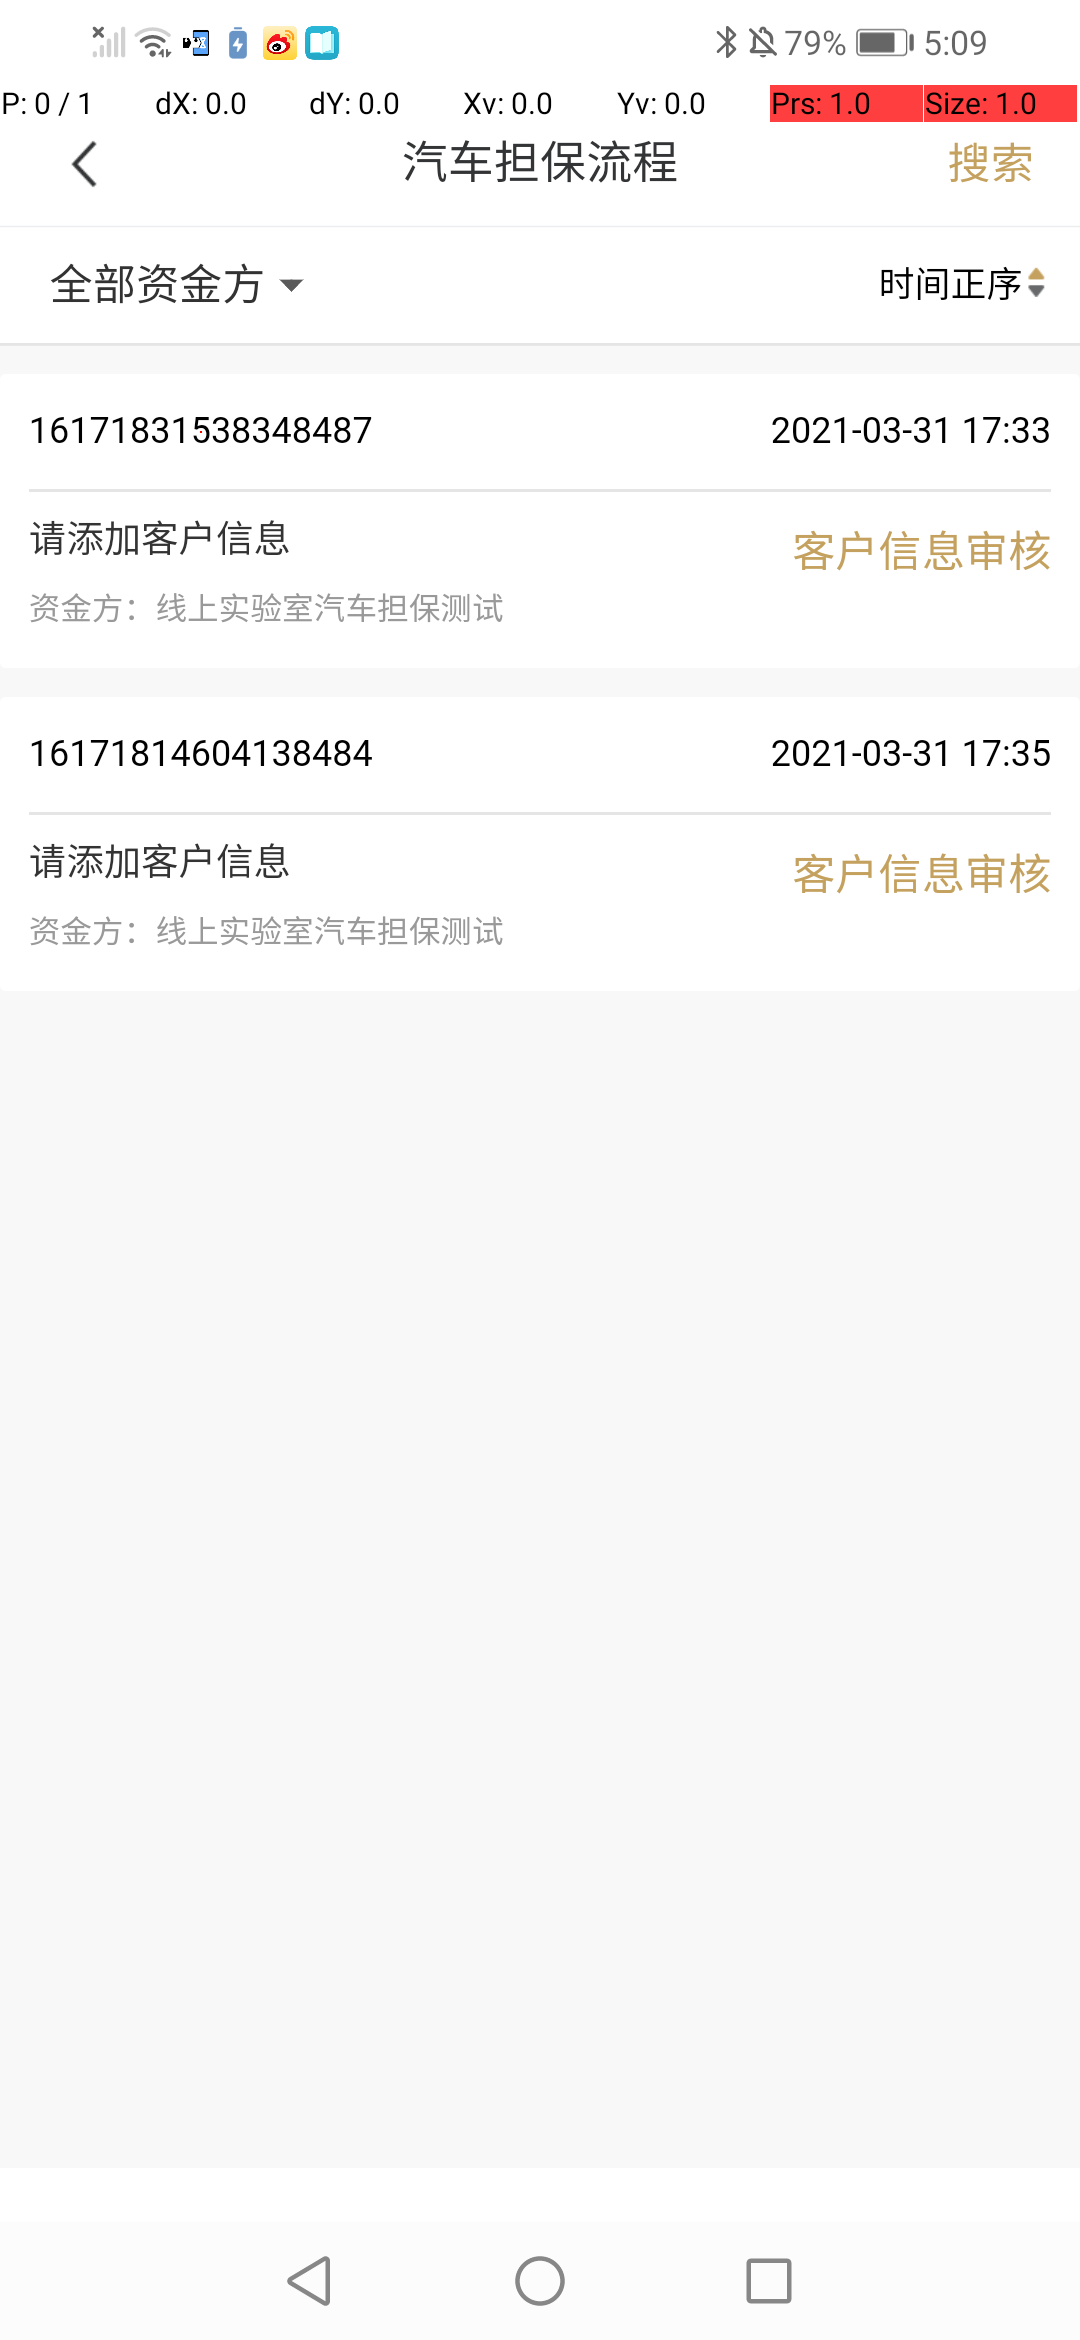 79% 5:09
P: 0 / 1 dX: 0.0 dY: 0.0 Xv: 0.0 Yv: 0.0 Prs: 1.0 Size: 1.0
汽车担保流程 搜索
全部资金方 时间正序
16171831538348487 2021-03-31 17:33
请添加客户信息 客户信息审核
资金方：线上实验室汽车担保测试
16171814604138484 2021-03-31 17:35
请添加客户信息 客户信息审核
资金方：线上实验室汽车担保测试